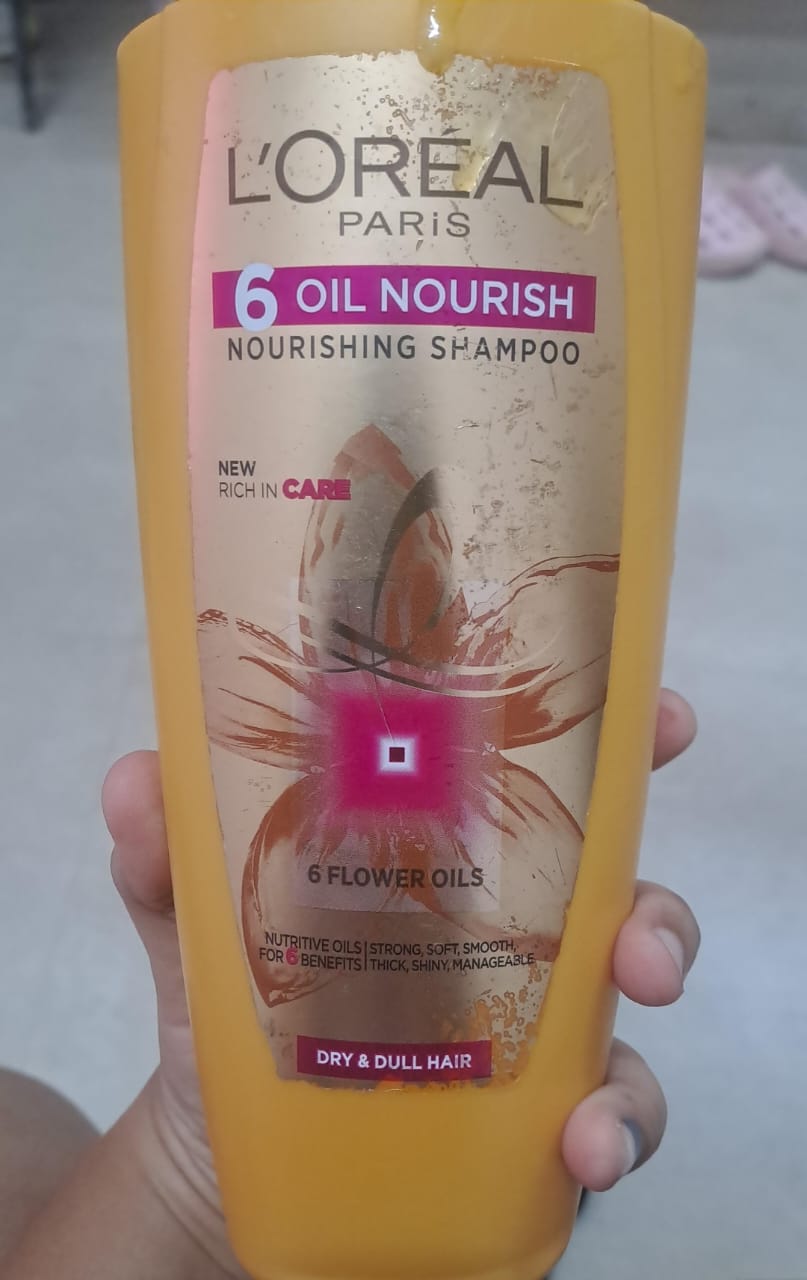 L'ORÉAL
PARiS
6 OIL NOURISH
NOURISHING SHAMPOO
NEW
RICH IN CARE
6 FLOWER OILS
NUTRITIVE OILS | STRONG, SOFT, SMOOTH,
FOR 6 BENEFITS | THICK, SHINY, MANAGEABLE
DRY & DULL HAIR